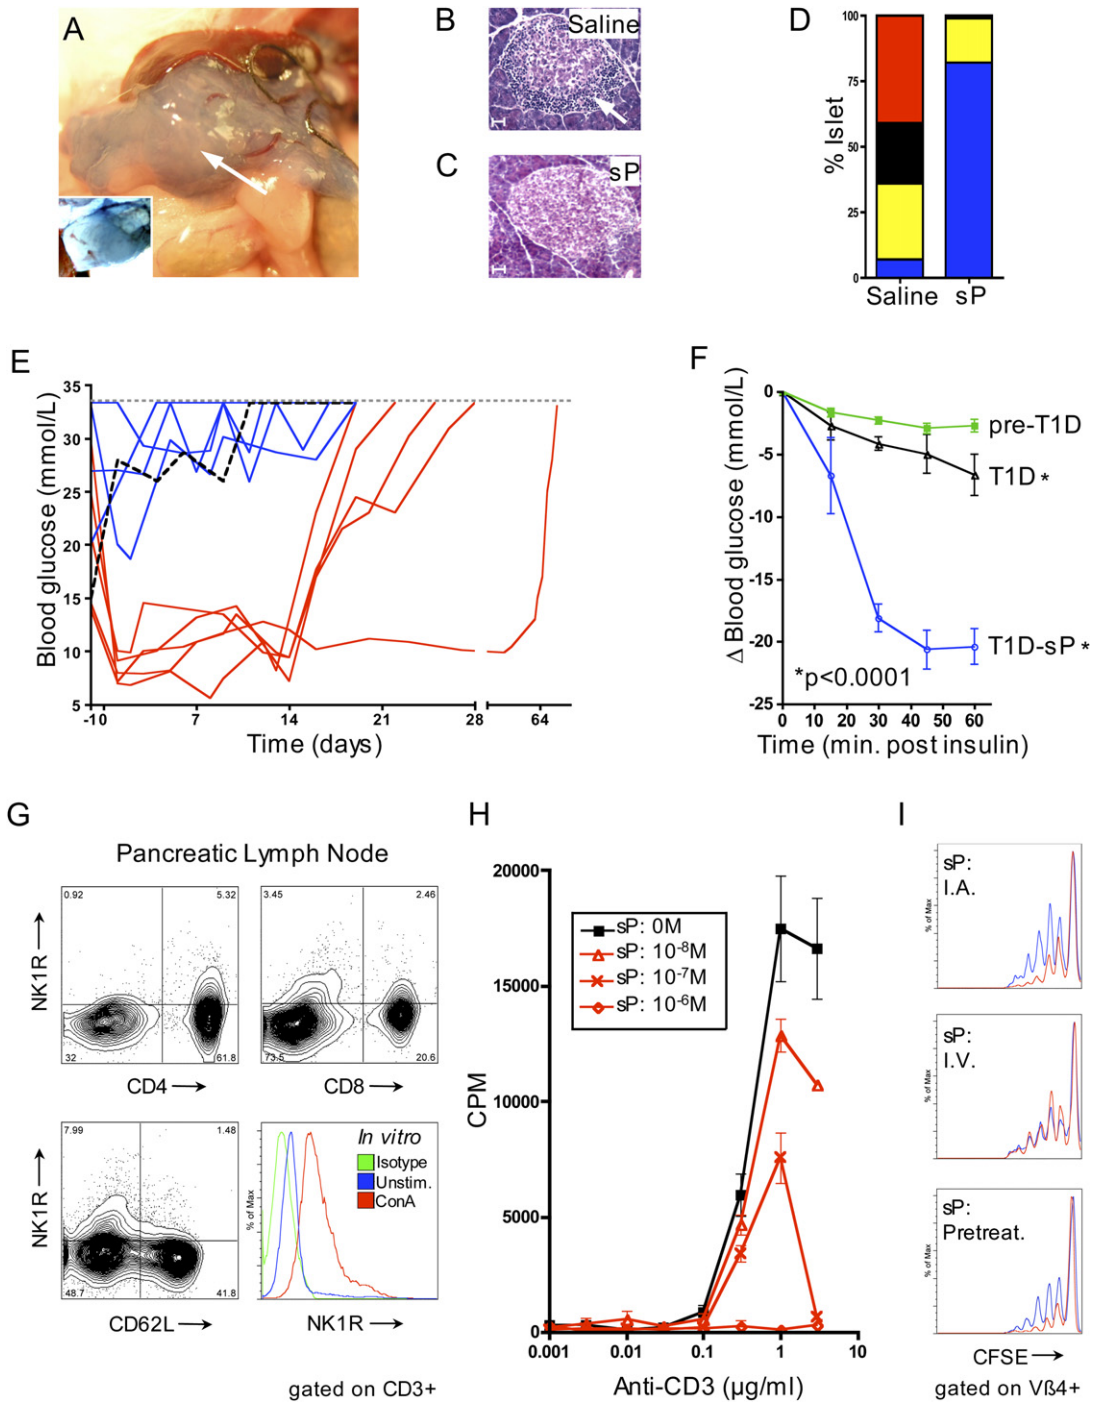 A
B
Saline
C
sP
D
% Islet
100
75
50
25
0
Saline
sP
E
Blood glucose (mmol/L)
35
30
25
20
15
10
5
-10
7
14
21
28
64
Time (days)
F
Δ Blood glucose (mmol/L)
0
-5
-10
-15
-20
-25
pre-T1D
T1D *
T1D-sP *
*p<0.0001
0 10 20 30 40 50 60
Time (min. post insulin)
G
Pancreatic Lymph Node
NK1R
0.92 5.32
32 61.8
CD4
3.45 2.46
73.5 20.6
CD8
NK1R
7.99 1.48
48.7 41.8
CD62L
In vitro
Isotype
Unstim.
ConA
% of Max
NK1R
gated on CD3+
H
CPM
20000
15000
10000
5000
0
sP: 0M
sP: 10⁻⁸M
sP: 10⁻⁷M
sP: 10⁻⁶M
0.001 0.01 0.1 1 10
Anti-CD3 (µg/ml)
I
sP:
I.A.
% of Max
sP:
I.V.
% of Max
sP:
Pretreat.
% of Max
CFSE
gated on Vß4+